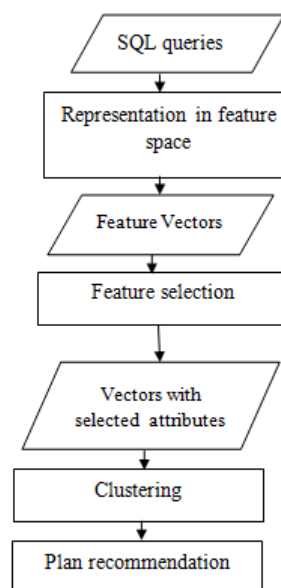 SQL queries
Representation in feature
space
Feature Vectors
Feature selection
Vectors with
selected attributes
Clustering
Plan recommendation